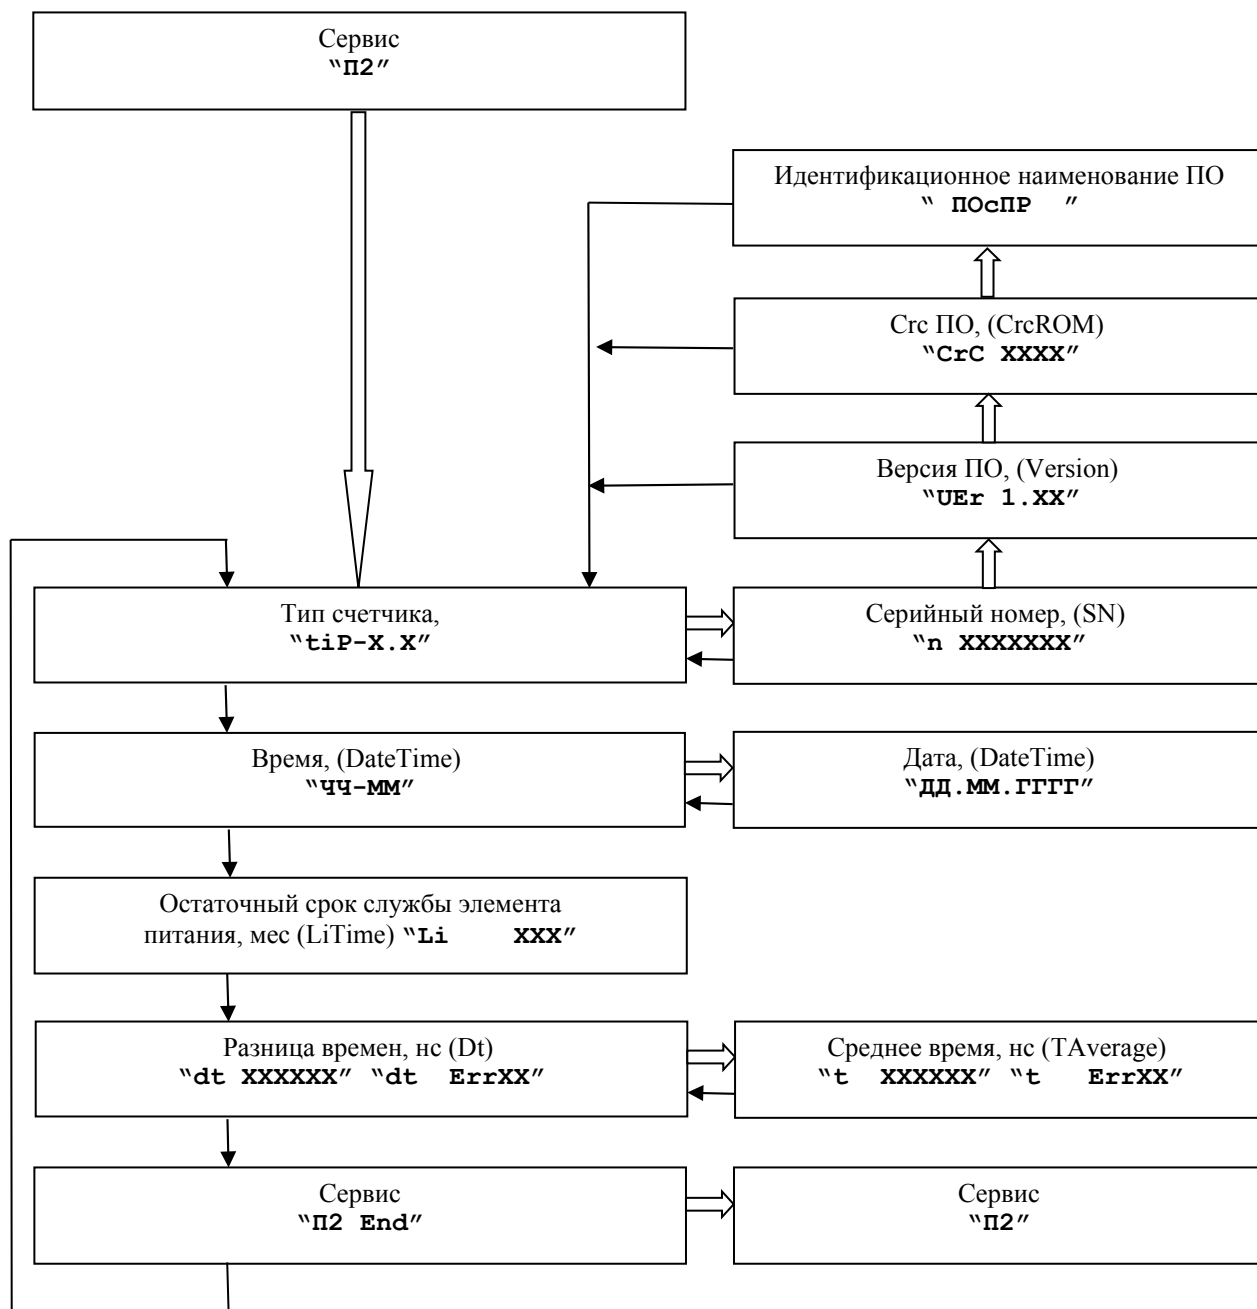 Сервис
“П2”
Идентификационное наименование ПО
“ ПОсПР  ”
Crc ПО, (CrcROM)
“CrC XXXX”
Версия ПО, (Version)
“UEr 1.XX”
Тип счетчика,
“tiP-X.X”
Серийный номер, (SN)
“n XXXXXXX”
Время, (DateTime)
“ЧЧ-ММ”
Дата, (DateTime)
“ДД.ММ.ГГГГ”
Остаточный срок службы элемента
питания, мес (LiTime) “Li    XXX”
Разница времен, нс (Dt)
“dt XXXXXX” “dt  ErrXX”
Среднее время, нс (TAverage)
“t  XXXXXX” “t   ErrXX”
Сервис
“П2 End”
Сервис
“П2”